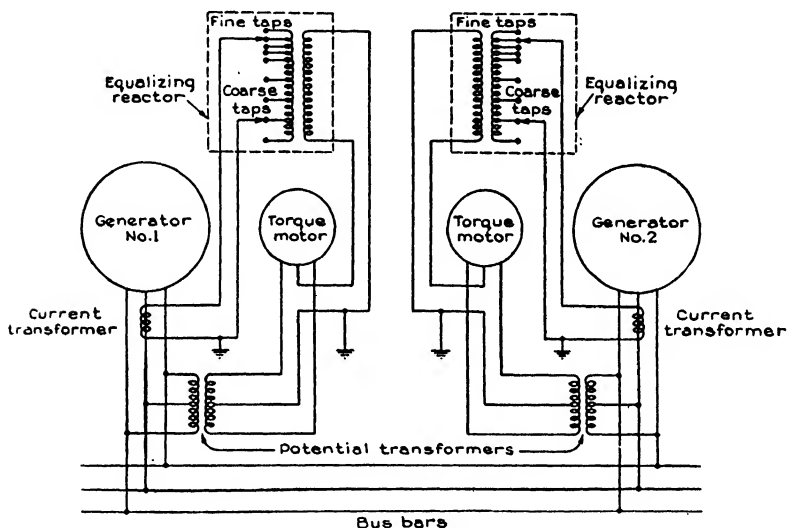 Fine taps
Fine taps
Equalizing
reactor
Coarse
taps
Coarse
taps
Equalizing
reactor
Generator
No.1
Torque
motor
Torque
motor
Generator
No.2
Current
transformer
Current
transformer
Potential transformers
Bus bars